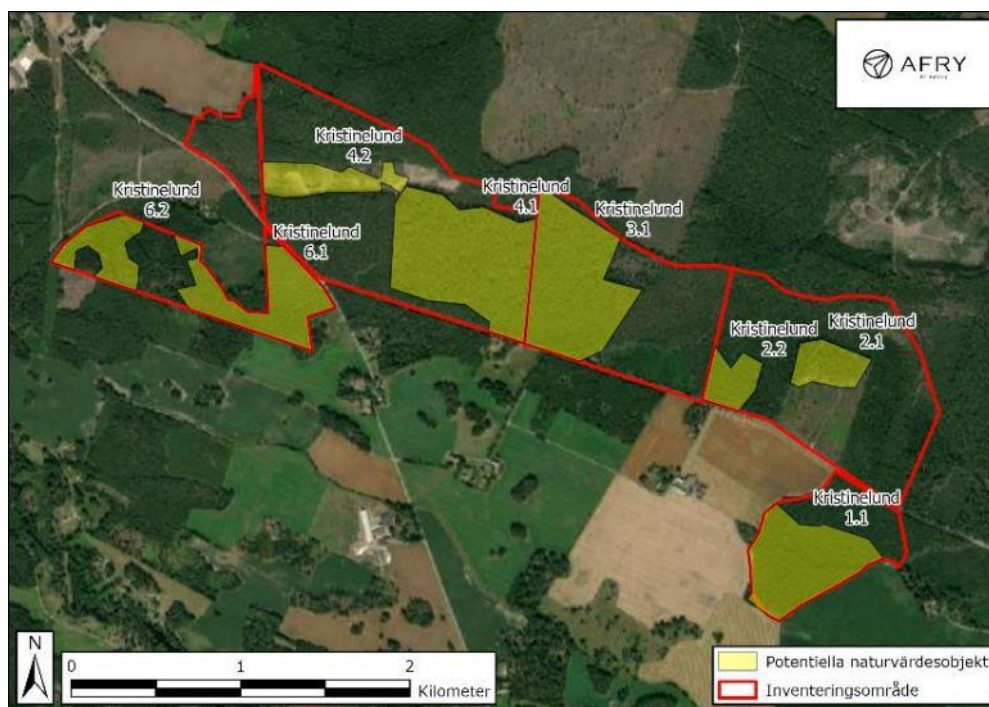 AFRY
Kristinelund
4.2
Kristinelund
4.1
Kristinelund
3.1
Kristinelund
6.2
Kristinelund
6.1
Kristinelund
2.2
Kristinelund
2.1
Kristinelund
1.1
N
0 1 2
Kilometer
Potentiella naturvärdesobjekt
Inventeringsområde